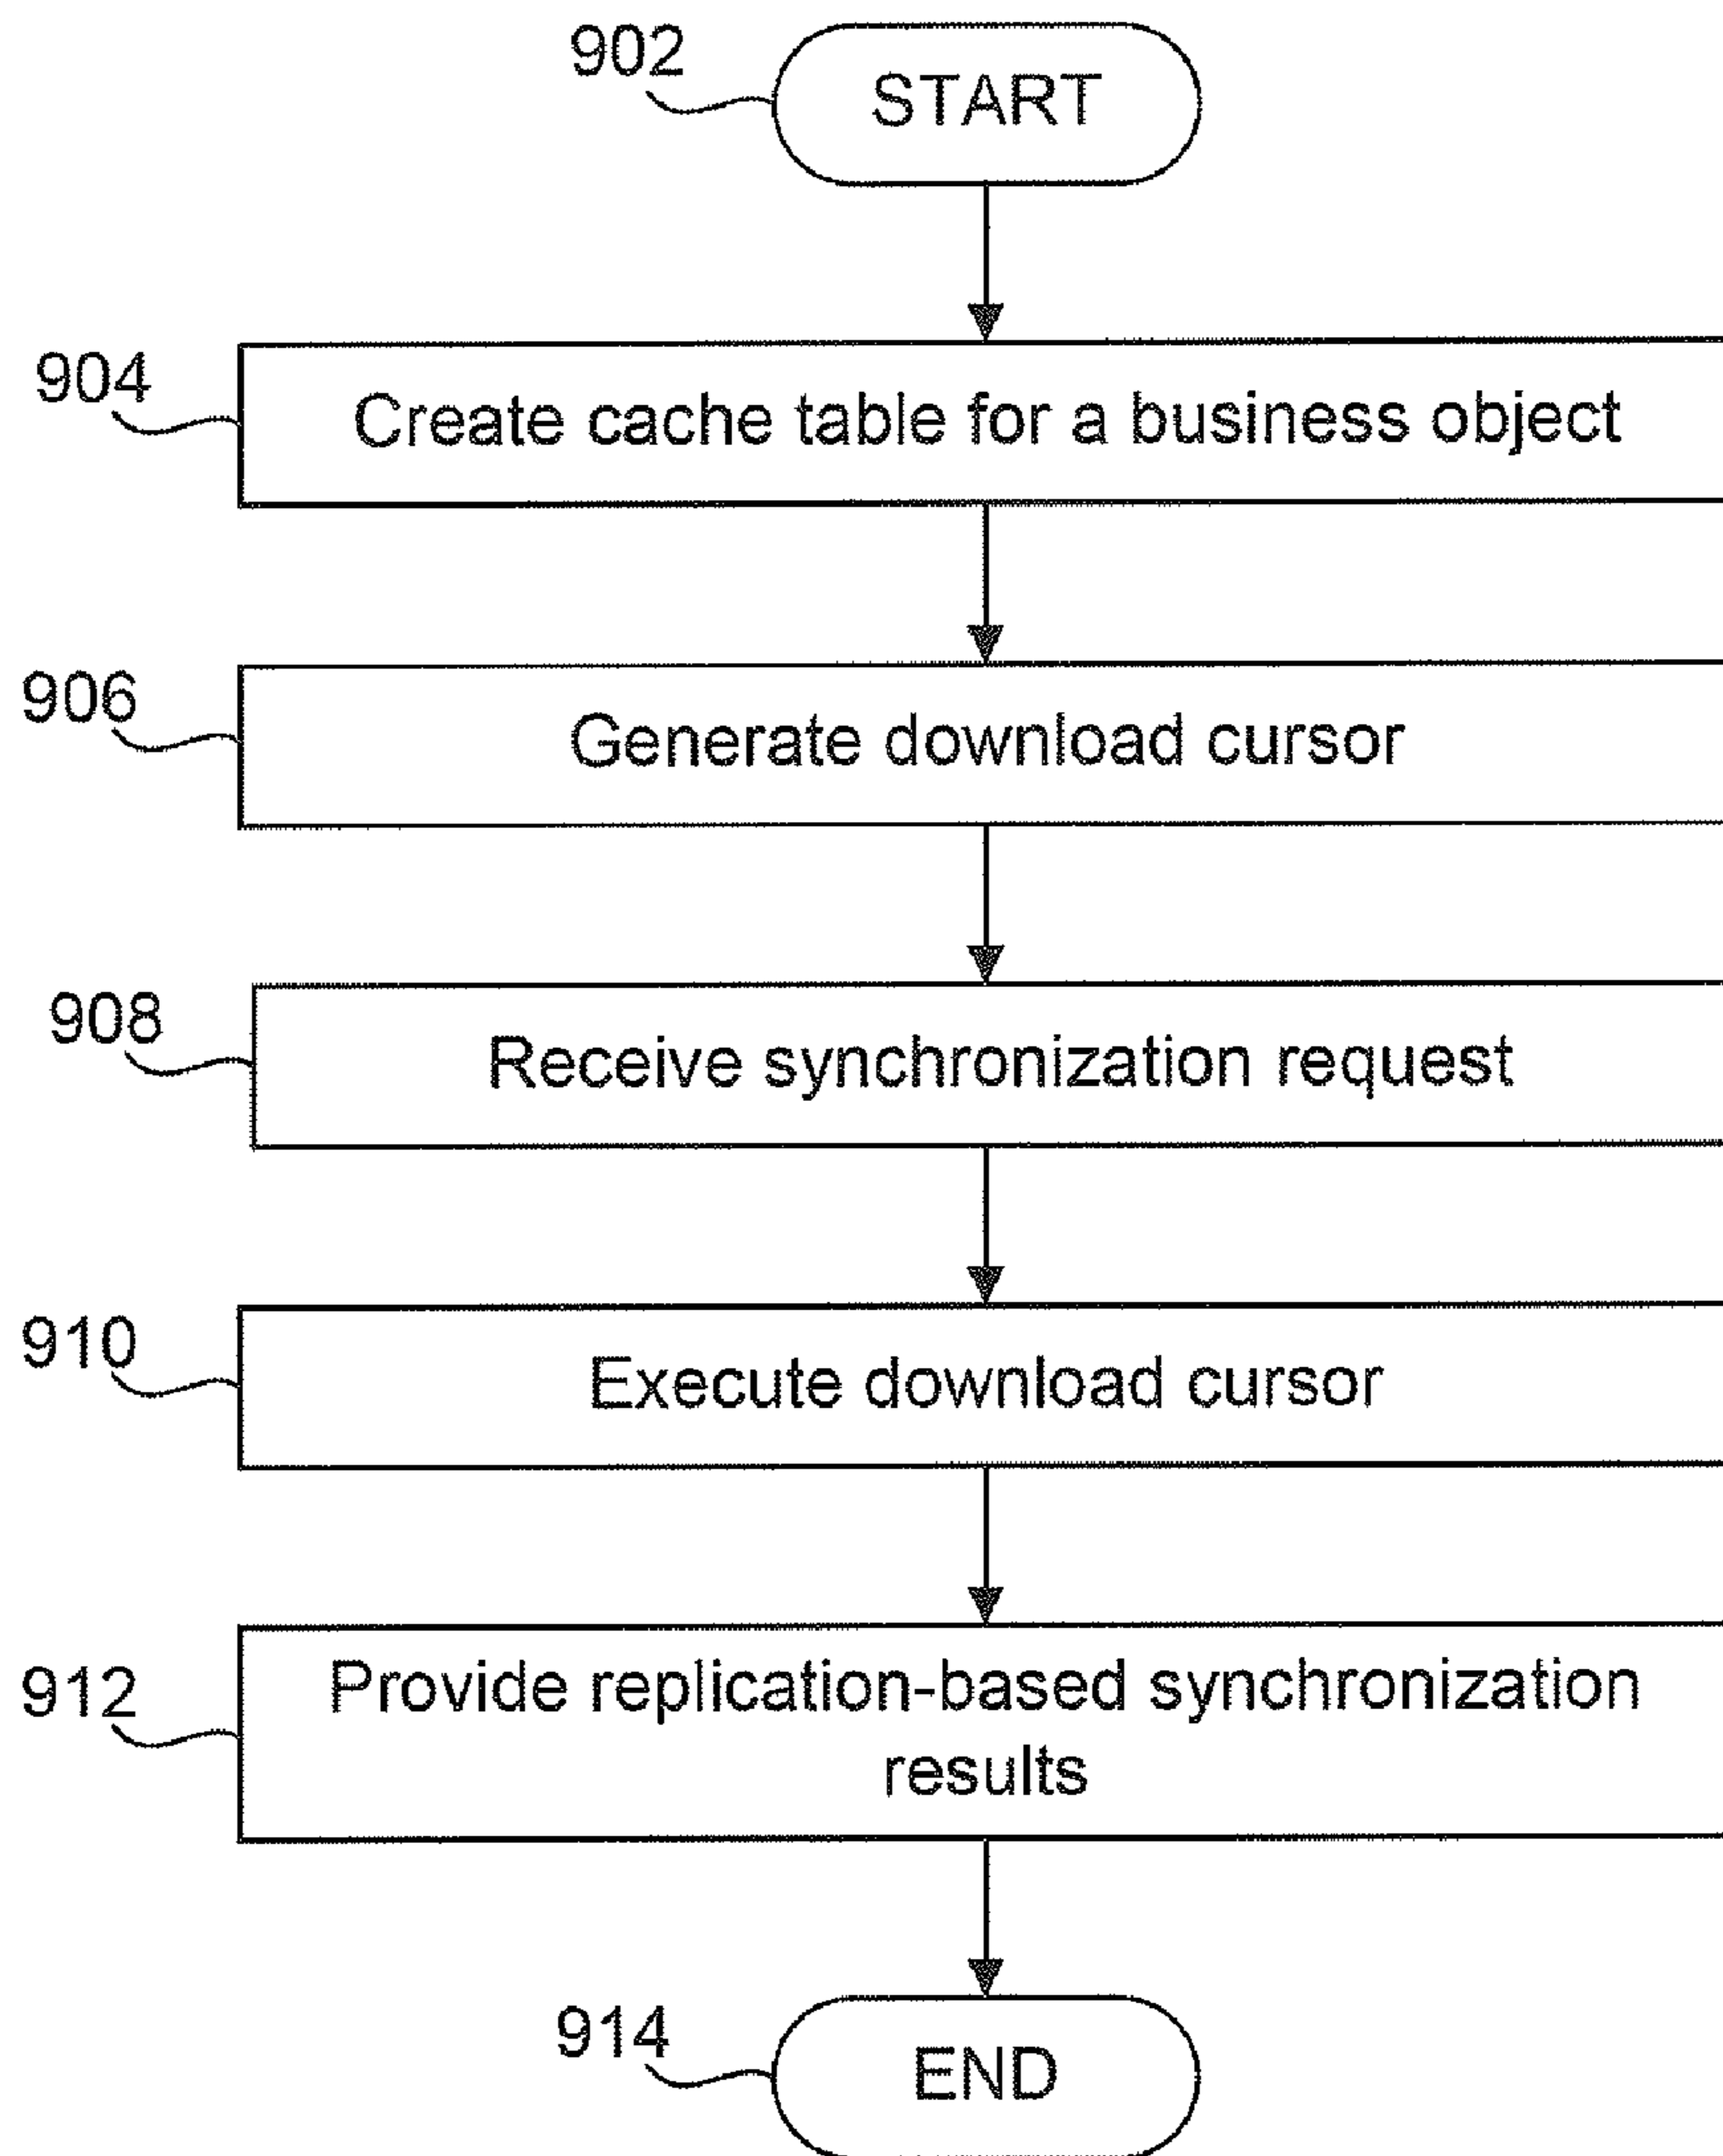 902
START
904
Create cache table for a business object
906
Generate download cursor
908
Receive synchronization request
910
Execute download cursor
912
Provide replication-based synchronization
results
914
END